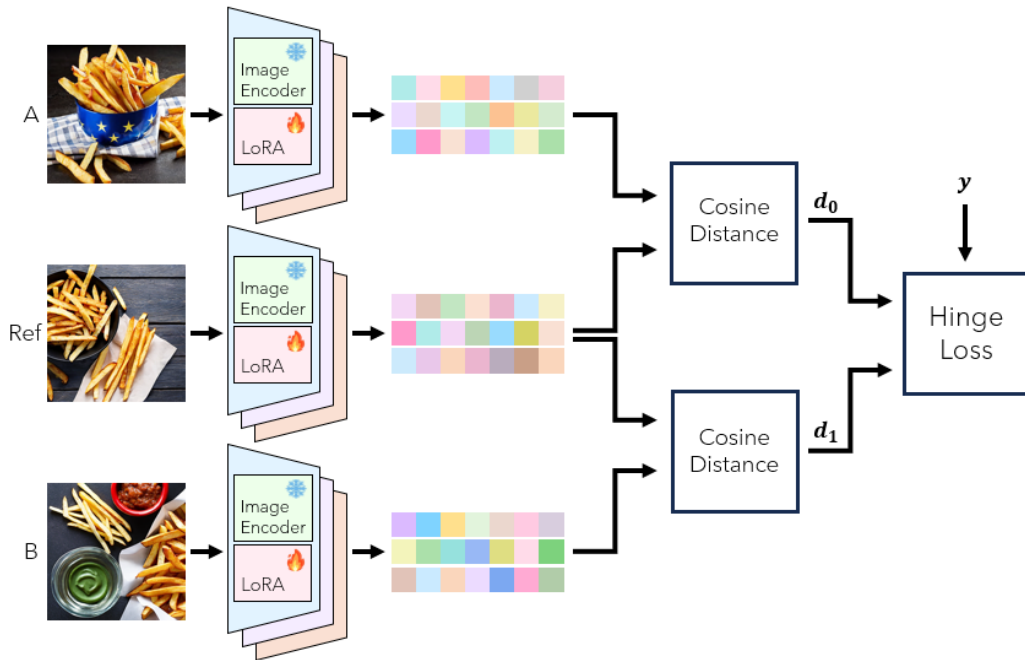 A
Image
Encoder
LoRA
Cosine
Distance
d₀
y
Ref
Image
Encoder
LoRA
Hinge
Loss
Cosine
Distance
d₁
B
Image
Encoder
LoRA